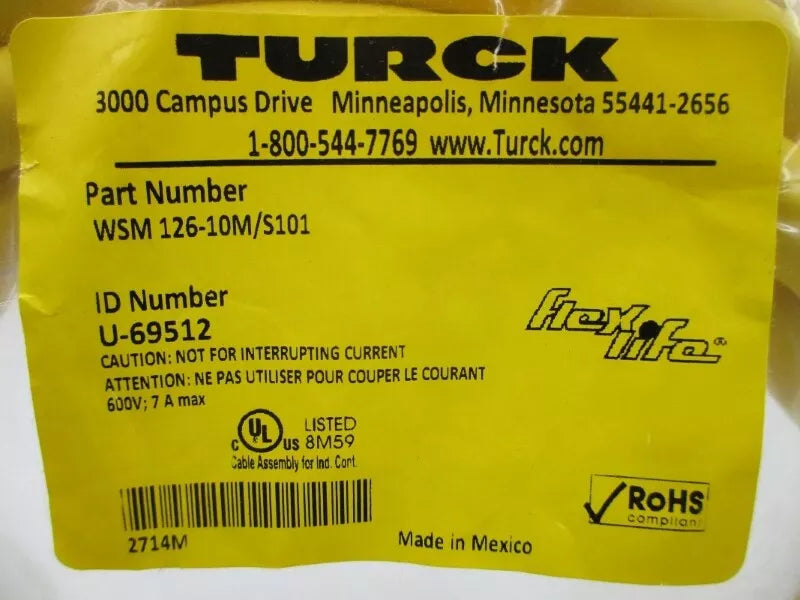 TURCK
3000 Campus Drive Minneapolis, Minnesota 55441-2656
1-800-544-7769 www.Turck.com
Part Number
WSM 126-10M/S101
ID Number
U-69512
flexlife®
CAUTION: NOT FOR INTERRUPTING CURRENT
ATTENTION: NE PAS UTILISER POUR COUPER LE COURANT
600V; 7 A max
c UL US LISTED
8M59
Cable Assembly for Ind. Cont.
RoHS
compliant
2714M
Made in Mexico